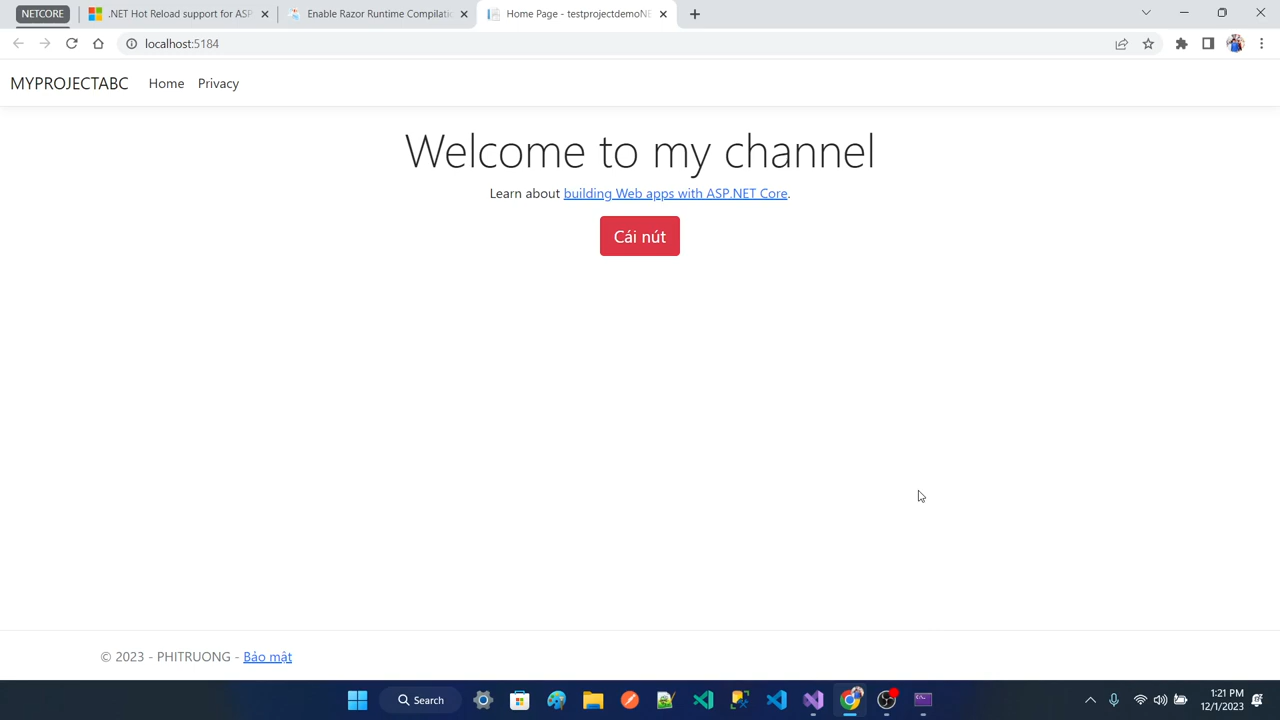 NETCORE
.NET Hot Reload support for ASP
Enable Razor Runtime Compilatio
Home Page - testprojectdemoNE
localhost:5184
MYPROJECTABC Home Privacy
Welcome to my channel
Learn about building Web apps with ASP.NET Core.
Cái nút
© 2023 - PHITRUONG - Bảo mật
Search
1:21 PM
12/1/2023